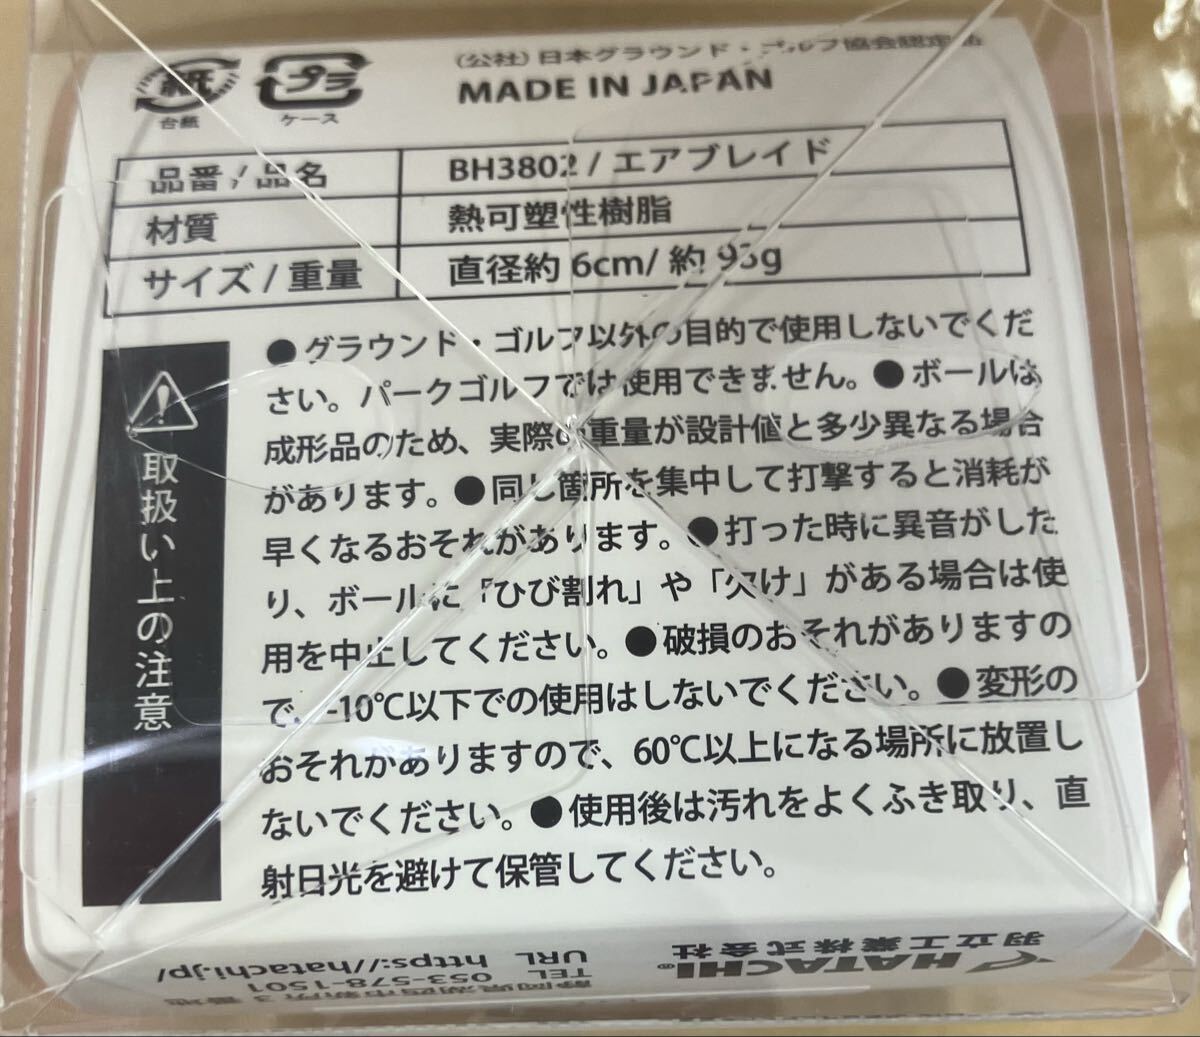 紙
台紙
プラ
ケース
(公社)日本グラウンド・ゴルフ協会認定品
MADE IN JAPAN
品番/品名 BH3802/エアブレイド
材質 熱可塑性樹脂
サイズ/重量 直径約6cm/約93g
取扱い上の注意
●グラウンド・ゴルフ以外の目的で使用しないでくだ
さい。パークゴルフでは使用できません。●ボールは、
成形品のため、実際の重量が設計値と多少異なる場合
があります。●同じ箇所を集中して打撃すると消耗が
早くなるおそれがあります。●打った時に異音がした
り、ボールに「ひび割れ」や「欠け」がある場合は使
用を中止してください。●破損のおそれがありますの
で、-10℃以下での使用はしないでください。●変形の
おそれがありますので、60℃以上になる場所に放置し
ないでください。●使用後は汚れをよくふき取り、直
射日光を避けて保管してください。
HATACHI®
羽立工業株式会社
静岡県湖西市新所3番地
TEL 053-578-1501
URL https://hatachi.jp/